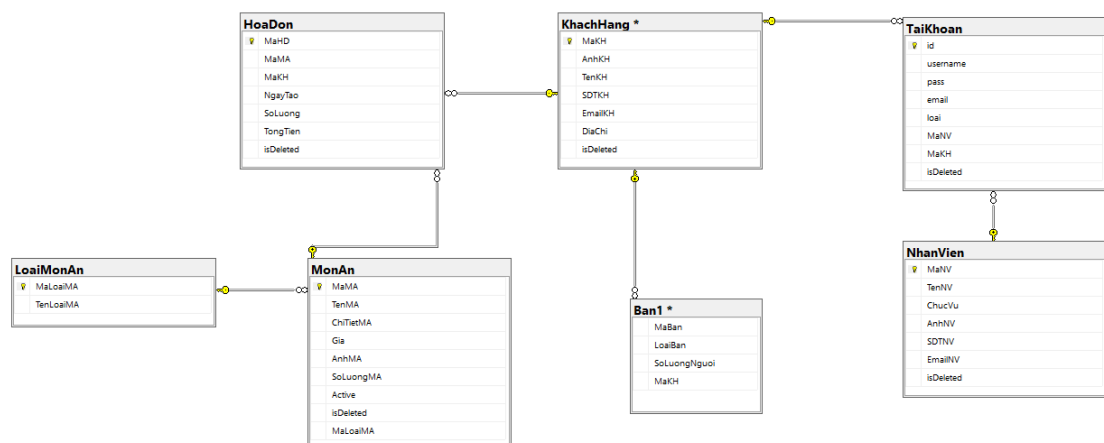 HoaDon
MaHD
MaMA
MaKH
NgayTao
SoLuong
TongTien
isDeleted
KhachHang *
MaKH
AnhKH
TenKH
SDTKH
EmailKH
DiaChi
isDeleted
TaiKhoan
id
username
pass
email
loai
MaNV
MaKH
isDeleted
LoaiMonAn
MaLoaiMA
TenLoaiMA
MonAn
MaMA
TenMA
ChiTietMA
Gia
AnhMA
SoLuongMA
Active
isDeleted
MaLoaiMA
Ban1 *
MaBan
LoaiBan
SoLuongNguoi
MaKH
NhanVien
MaNV
TenNV
ChucVu
AnhNV
SDTNV
EmailNV
isDeleted